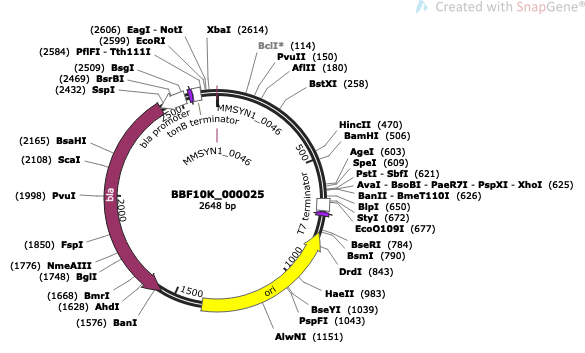 Created with SnapGene®
(2606) EagI - NotI
XbaI (2614)
(2599) EcoRI
BclI* (114)
(2584) PflFI - Tth111I
PvuII (150)
(2509) BsgI
AflII (180)
(2469) BsrBI
BstXI (258)
(2432) SspI
2500
MMSYN1_0046
tonB terminator
bla promoter
HincII (470)
BamHI (506)
(2165) BsaHI
MMSYN1_0046
500
AgeI (603)
(2108) ScaI
SpeI (609)
PstI - SbfI (621)
AvaI - BsoBI - PaeR7I - PspXI - XhoI (625)
(1998) PvuI
bla
2000
BBF10K_000025
2648 bp
T7 terminator
BanII - BmeT110I (626)
BlpI (650)
StyI (672)
EcoO109I (677)
(1850) FspI
BseRI (784)
BsmI (790)
(1776) NmeAIII
1000
DrdI (843)
(1748) BglI
(1668) BmrI
1500
ori
HaeII (983)
(1628) AhdI
BseYI (1039)
(1576) BanI
PspFI (1043)
AlwNI (1151)